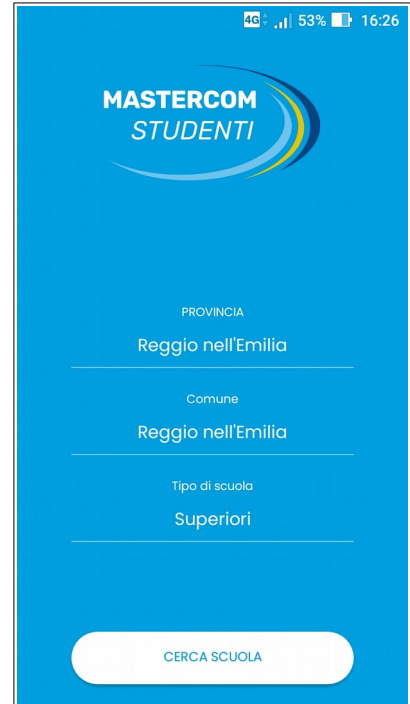 4G 53% 16:26
MASTERCOM
STUDENTI
PROVINCIA
Reggio nell'Emilia
Comune
Reggio nell'Emilia
Tipo di scuola
Superiori
CERCA SCUOLA